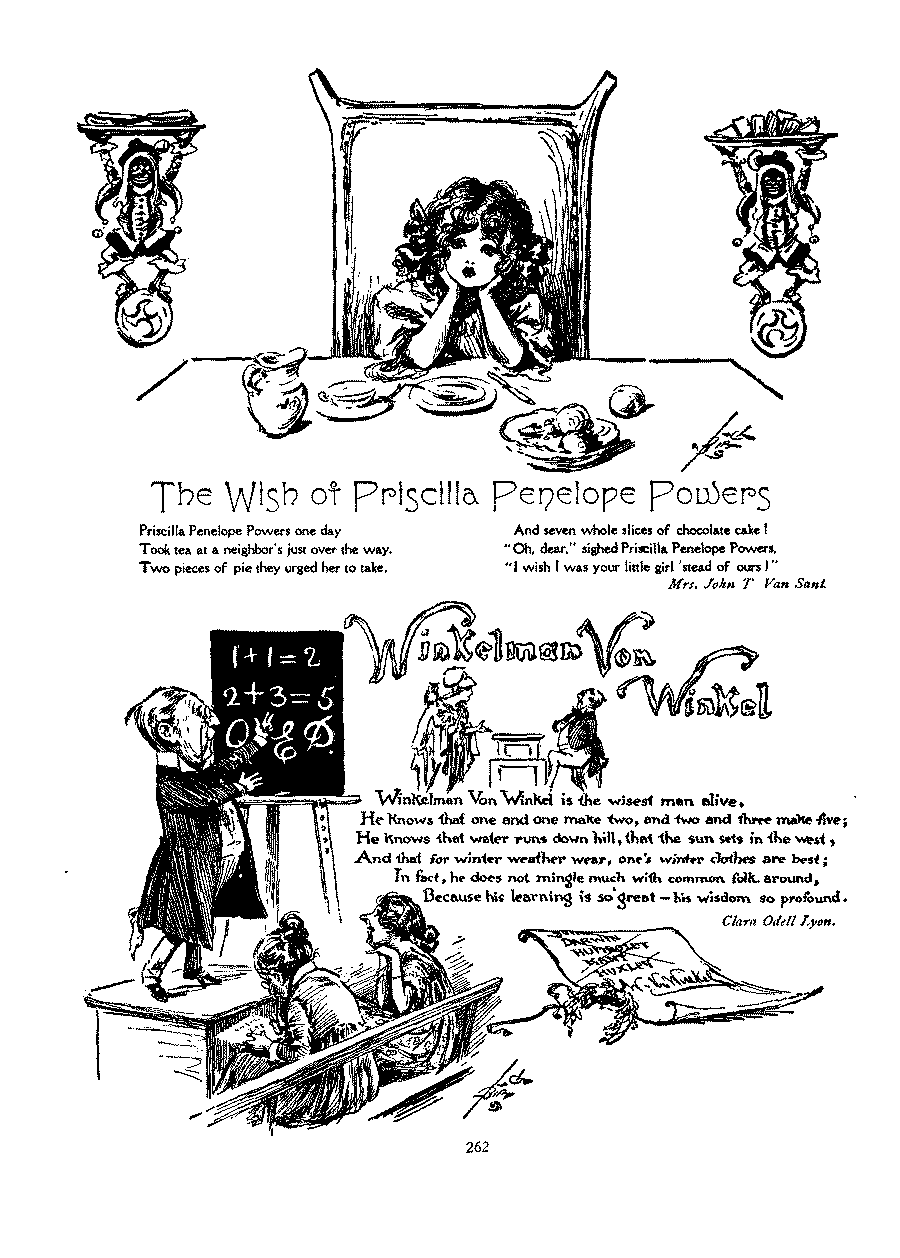 The Wish of Priscilla Penelope Powers
Priscilla Penelope Powers one day
Took tea at a neighbor's just over the way.
Two pieces of pie they urged her to take,
And seven whole slices of chocolate cake!
"Oh, dear," sighed Priscilla Penelope Powers,
"I wish I was your little girl 'stead of ours!"
Mrs. John T Van Sant.
Winkelman Von
Winkel
1+1=2
2+3=5
Winkelman Von Winkel is the wisest man alive,
He knows that one and one make two, and two and three make five;
He knows that water runs down hill, that the sun sets in the west,
And that for winter weather wear, one's winter clothes are best;
In fact, he does not mingle much with common folk around,
Because his learning is so great – his wisdom so profound.
Clara Odell Lyon.
DARWIN
HUMBOLDT
KANT
HUXLEY
W. Von Winkel
262